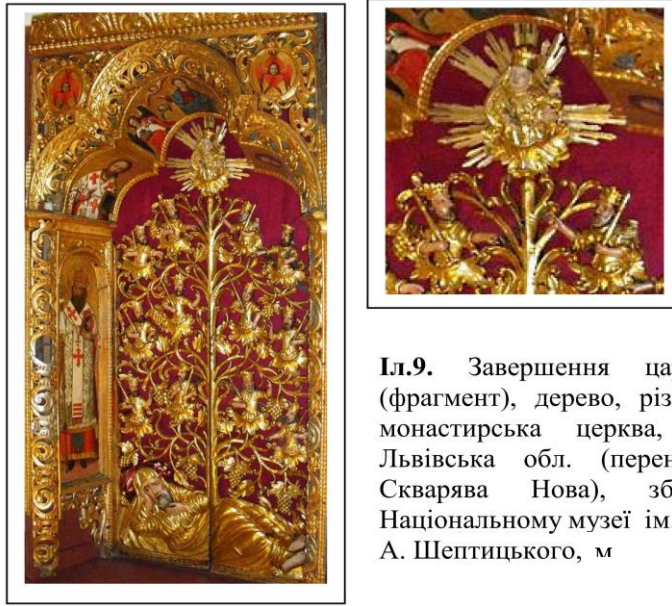 Іл.9. Завершення ца
(фрагмент), дерево, різ
монастирська церква,
Львівська обл. (перен
Скварява Нова), зб
Національному музеї ім
А. Шептицького, м